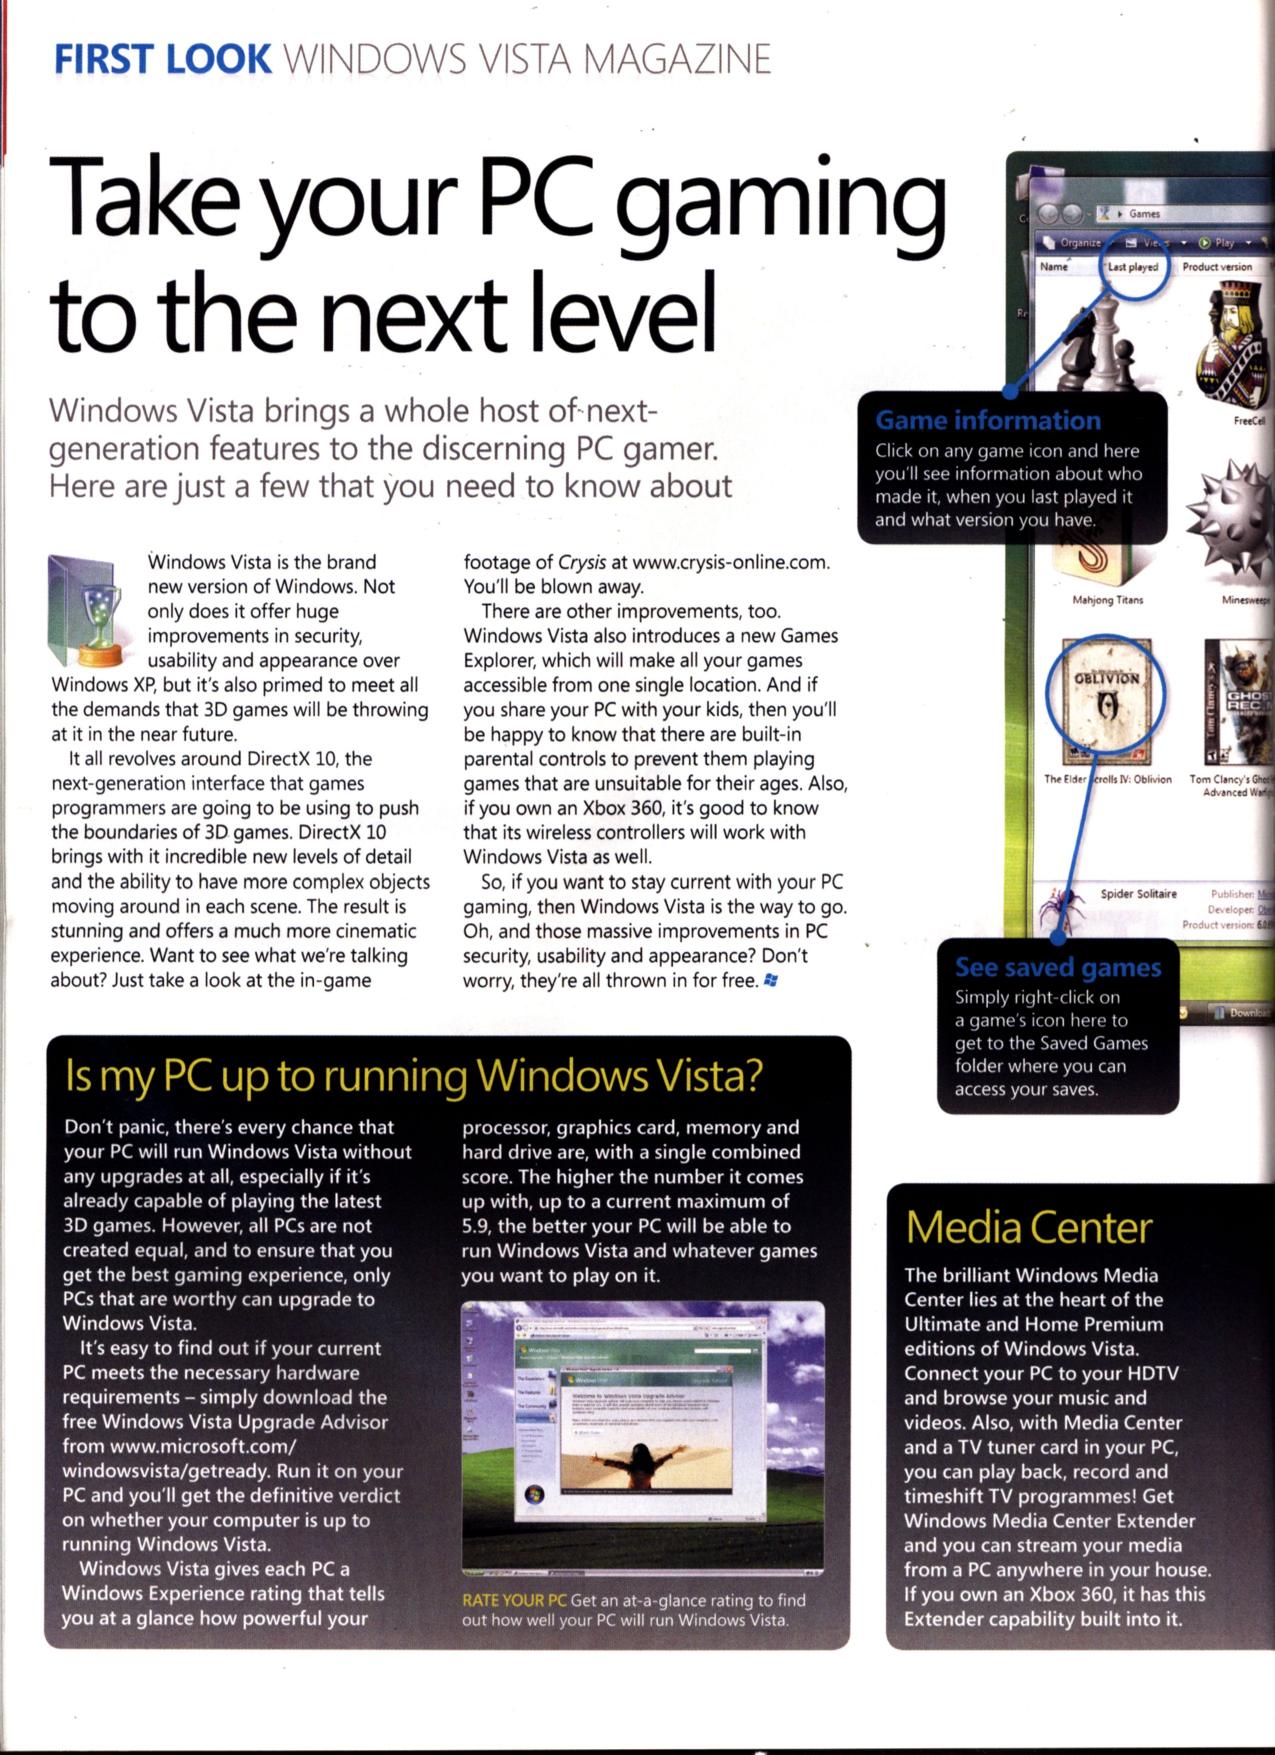 FIRST LOOK WINDOWS VISTA MAGAZINE
Take your PC gaming
to the next level
Windows Vista brings a whole host of next-
generation features to the discerning PC gamer.
Here are just a few that you need to know about
Windows Vista is the brand
new version of Windows. Not
only does it offer huge
improvements in security,
usability and appearance over
Windows XP, but it's also primed to meet all
the demands that 3D games will be throwing
at it in the near future.
It all revolves around DirectX 10, the
next-generation interface that games
programmers are going to be using to push
the boundaries of 3D games. DirectX 10
brings with it incredible new levels of detail
and the ability to have more complex objects
moving around in each scene. The result is
stunning and offers a much more cinematic
experience. Want to see what we're talking
about? Just take a look at the in-game
footage of Crysis at www.crysis-online.com.
You'll be blown away.
There are other improvements, too.
Windows Vista also introduces a new Games
Explorer, which will make all your games
accessible from one single location. And if
you share your PC with your kids, then you'll
be happy to know that there are built-in
parental controls to prevent them playing
games that are unsuitable for their ages. Also,
if you own an Xbox 360, it's good to know
that its wireless controllers will work with
Windows Vista as well.
So, if you want to stay current with your PC
gaming, then Windows Vista is the way to go.
Oh, and those massive improvements in PC
security, usability and appearance? Don't
worry, they're all thrown in for free.
Games
Organize Views Play
Name Last played Product version
FreeCell
Game information
Click on any game icon and here
you'll see information about who
made it, when you last played it
and what version you have.
Mahjong Titans
OBLIVION
The Elder Scrolls IV: Oblivion
Tom Clancy's
Advanced
Spider Solitaire
Publisher:
Developer:
Product version:
See saved games
Simply right-click on
a game's icon here to
get to the Saved Games
folder where you can
access your saves.
Download
Is my PC up to running Windows Vista?
Don't panic, there's every chance that
your PC will run Windows Vista without
any upgrades at all, especially if it's
already capable of playing the latest
3D games. However, all PCs are not
created equal, and to ensure that you
get the best gaming experience, only
PCs that are worthy can upgrade to
Windows Vista.
It's easy to find out if your current
PC meets the necessary hardware
requirements – simply download the
free Windows Vista Upgrade Advisor
from www.microsoft.com/
windowsvista/getready. Run it on your
PC and you'll get the definitive verdict
on whether your computer is up to
running Windows Vista.
Windows Vista gives each PC a
Windows Experience rating that tells
you at a glance how powerful your
processor, graphics card, memory and
hard drive are, with a single combined
score. The higher the number it comes
up with, up to a current maximum of
5.9, the better your PC will be able to
run Windows Vista and whatever games
you want to play on it.
Welcome to Windows Vista Upgrade Advisor
RATE YOUR PC Get an at-a-glance rating to find
out how well your PC will run Windows Vista.
Media Center
The brilliant Windows Media
Center lies at the heart of the
Ultimate and Home Premium
editions of Windows Vista.
Connect your PC to your HDTV
and browse your music and
videos. Also, with Media Center
and a TV tuner card in your PC,
you can play back, record and
timeshift TV programmes! Get
Windows Media Center Extender
and you can stream your media
from a PC anywhere in your house.
If you own an Xbox 360, it has this
Extender capability built into it.